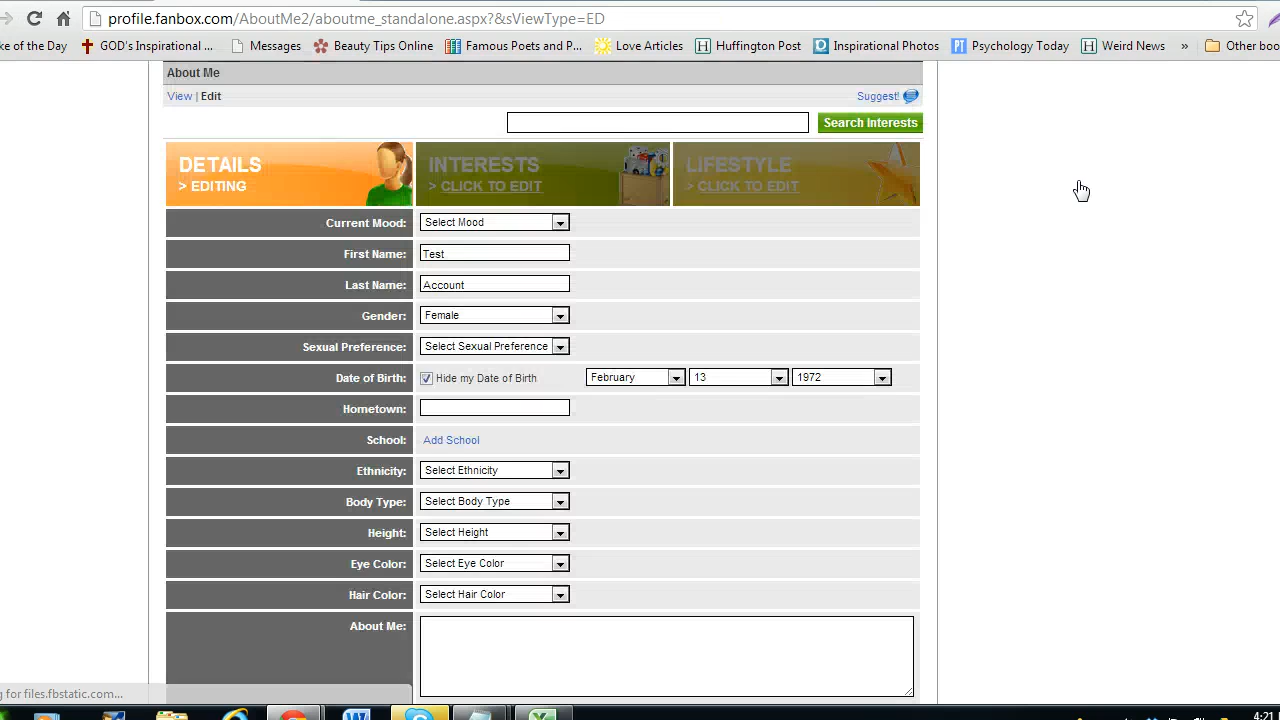 profile.fanbox.com/AboutMe2/aboutme_standalone.aspx?&sViewType=ED
ke of the Day GOD'S Inspirational ... Messages Beauty Tips Online Famous Poets and P... Love Articles Huffington Post Inspirational Photos Psychology Today Weird News » Other boo
About Me
View | Edit Suggest!
Search Interests
DETAILS
> EDITING
INTERESTS
> CLICK TO EDIT
LIFESTYLE
> CLICK TO EDIT
Current Mood: Select Mood
First Name: Test
Last Name: Account
Gender: Female
Sexual Preference: Select Sexual Preference
Date of Birth: Hide my Date of Birth February 13 1972
Hometown:
School: Add School
Ethnicity: Select Ethnicity
Body Type: Select Body Type
Height: Select Height
Eye Color: Select Eye Color
Hair Color: Select Hair Color
About Me:
g for files.fbstatic.com...
4:21